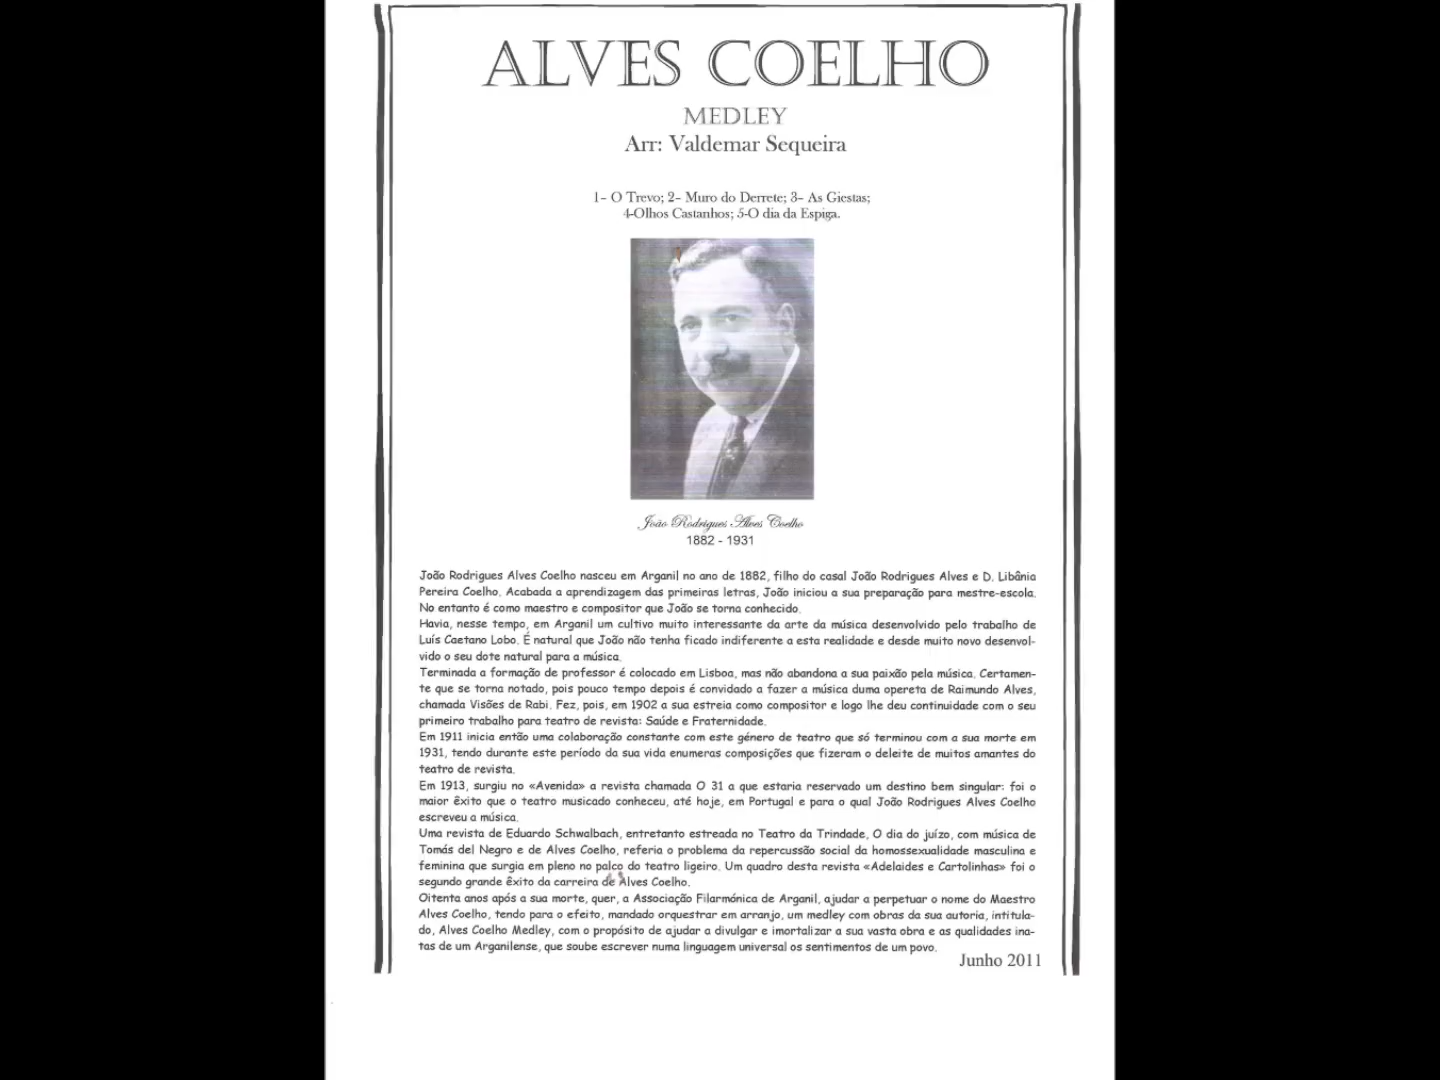 ALVES COELHO
MEDLEY
Arr: Valdemar Sequeira
1– O Trevo; 2– Muro do Derrete; 3– As Giestas;
4-Olhos Castanhos; 5-O dia da Espiga.
João Rodrigues Alves Coelho
1882 - 1931
João Rodrigues Alves Coelho nasceu em Arganil no ano de 1882, filho do casal João Rodrigues Alves e D. Libânia
Pereira Coelho. Acabada a aprendizagem das primeiras letras, João iniciou a sua preparação para mestre-escola.
No entanto é como maestro e compositor que João se torna conhecido.
Havia, nesse tempo, em Arganil um cultivo muito interessante da arte da música desenvolvido pelo trabalho de
Luís Caetano Lobo. É natural que João não tenha ficado indiferente a esta realidade e desde muito novo desenvol-
vido o seu dote natural para a música.
Terminada a formação de professor é colocado em Lisboa, mas não abandona a sua paixão pela música. Certamen-
te que se torna notado, pois pouco tempo depois é convidado a fazer a música duma opereta de Raimundo Alves,
chamada Visões de Rabi. Fez, pois, em 1902 a sua estreia como compositor e logo lhe deu continuidade com o seu
primeiro trabalho para teatro de revista: Saúde e Fraternidade.
Em 1911 inicia então uma colaboração constante com este género de teatro que só terminou com a sua morte em
1931, tendo durante este período da sua vida enumeras composições que fizeram o deleite de muitos amantes do
teatro de revista.
Em 1913, surgiu no «Avenida» a revista chamada O 31 a que estaria reservado um destino bem singular: foi o
maior êxito que o teatro musicado conheceu, até hoje, em Portugal e para o qual João Rodrigues Alves Coelho
escreveu a música.
Uma revista de Eduardo Schwalbach, entretanto estreada no Teatro da Trindade, O dia do juízo, com música de
Tomás del Negro e de Alves Coelho, referia o problema da repercussão social da homossexualidade masculina e
feminina que surgia em pleno no palco do teatro ligeiro. Um quadro desta revista «Adelaides e Cartolinhas» foi o
segundo grande êxito da carreira de Alves Coelho.
Oitenta anos após a sua morte, quer, a Associação Filarmónica de Arganil, ajudar a perpetuar o nome do Maestro
Alves Coelho, tendo para o efeito, mandado orquestrar em arranjo, um medley com obras da sua autoria, intitula-
do, Alves Coelho Medley, com o propósito de ajudar a divulgar e imortalizar a sua vasta obra e as qualidades ina-
tas de um Arganilense, que soube escrever numa linguagem universal os sentimentos de um povo.
Junho 2011